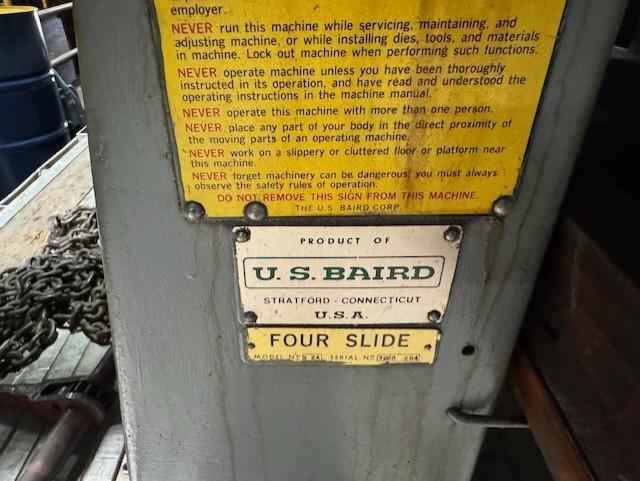 employer.
NEVER run this machine while servicing, maintaining, and
adjusting machine, or while installing dies, tools, and materials
in machine. Lock out machine when performing such functions.
NEVER operate machine unless you have been thoroughly
instructed in its operation, and have read and understood the
operating instructions in the machine manual.
NEVER operate this machine with more than one person.
NEVER place any part of your body in the direct proximity of
the moving parts of an operating machine.
NEVER work on a slippery or cluttered floor or platform near
this machine.
NEVER forget machinery can be dangerous, you must always
observe the safety rules of operation.
DO NOT REMOVE THIS SIGN FROM THIS MACHINE.
THE U.S. BAIRD CORP.
PRODUCT OF
U.S. BAIRD
STRATFORD - CONNECTICUT
U.S.A.
FOUR SLIDE
MODEL Nº SERIAL Nº